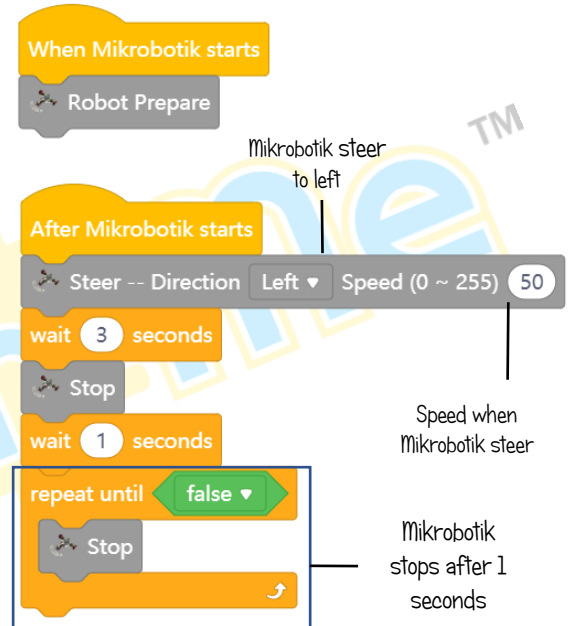 When Mikrobotik starts
Robot Prepare
TM
Mikrobotik steer
to left
After Mikrobotik starts
Steer -- Direction Left Speed (0 ~ 255) 50
wait 3 seconds
Stop
wait 1 seconds
Speed when
Mikrobotik steer
repeat until false
Stop
Mikrobotik
stops after 1
seconds